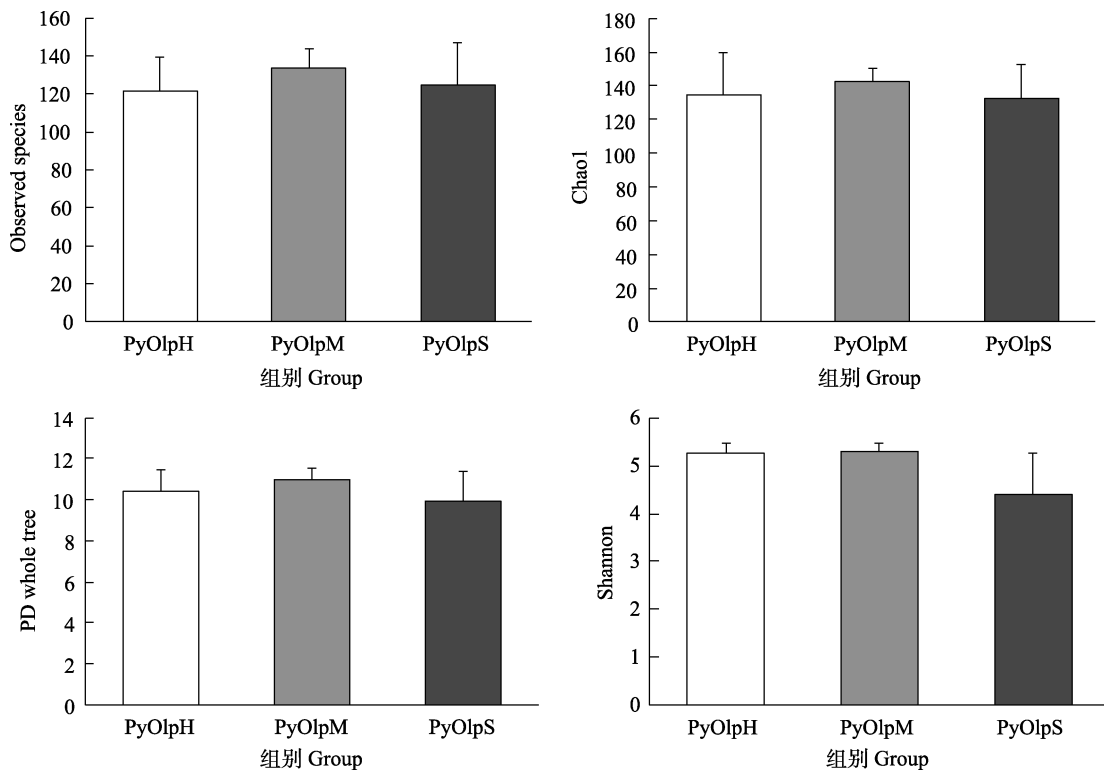 160
140
120
100
80
60
40
20
0
Observed species
PyOlpH PyOlpM PyOlpS
组别 Group
180
160
140
120
100
80
60
40
20
0
Chao1
PyOlpH PyOlpM PyOlpS
组别 Group
14
12
10
8
6
4
2
0
PD whole tree
PyOlpH PyOlpM PyOlpS
组别 Group
6
5
4
3
2
1
0
Shannon
PyOlpH PyOlpM PyOlpS
组别 Group